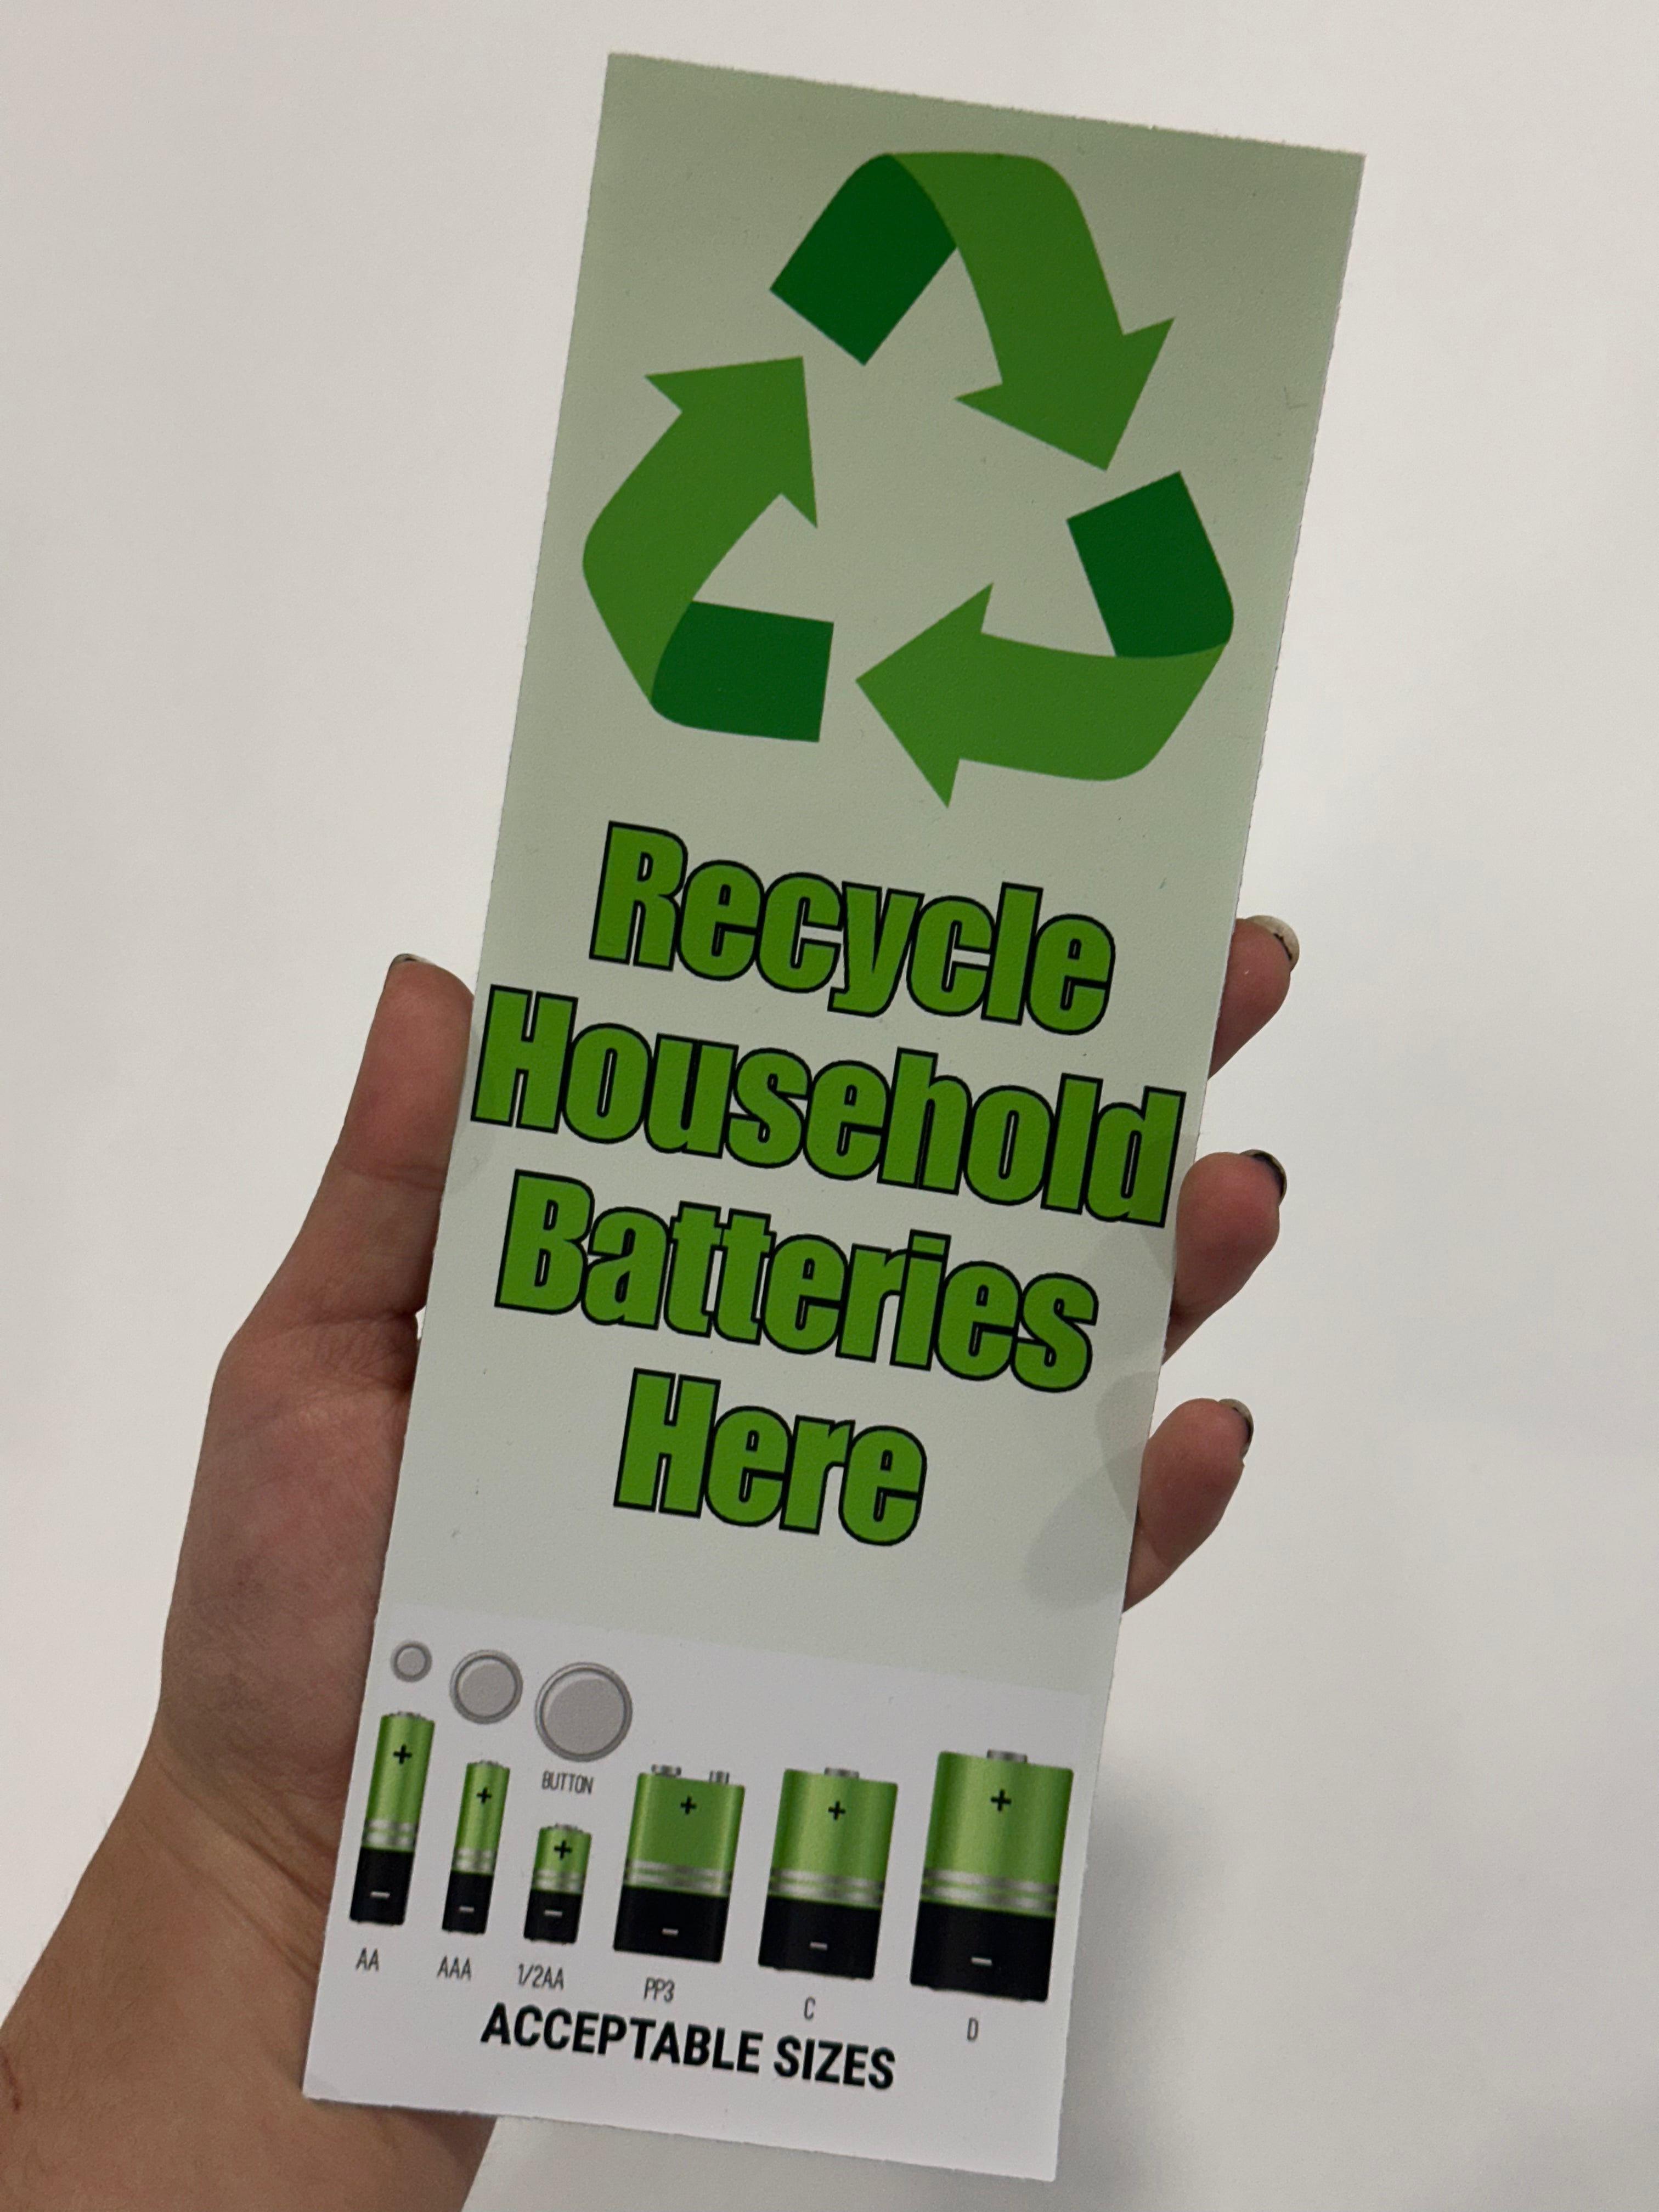 Recycle
Household
Batteries
Here
BUTTON
+ + + + + +
- - - - - -
AA AAA 1/2AA PP3 C D
ACCEPTABLE SIZES